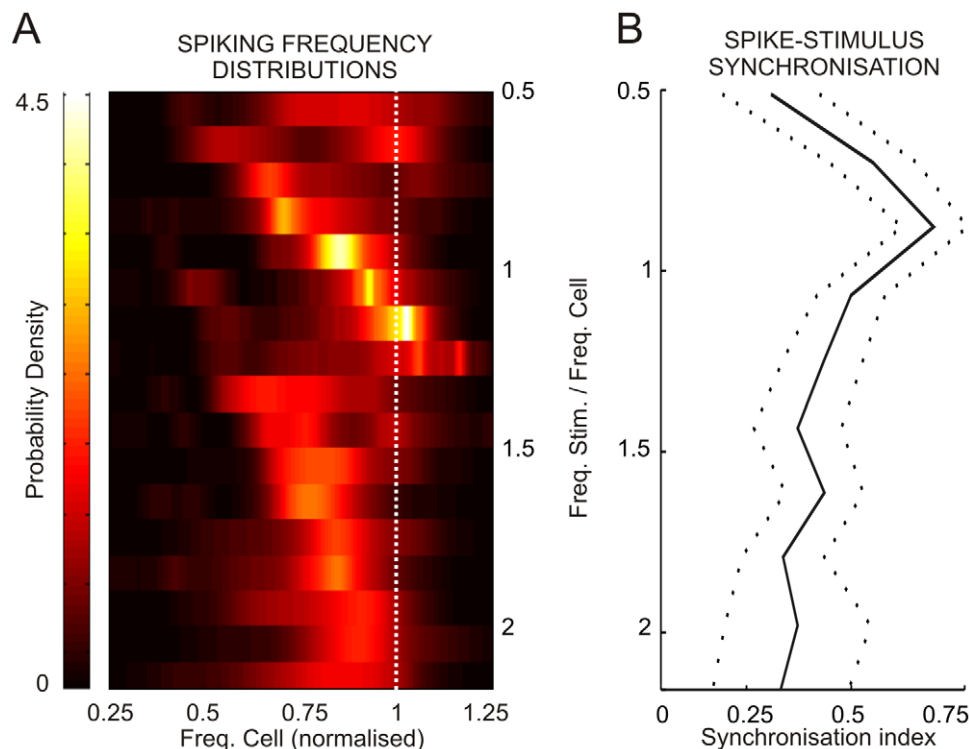 A
SPIKING FREQUENCY
DISTRIBUTIONS
4.5
0
Probability Density
0.5
1
1.5
2
0.25
0.5
0.75
1
1.25
Freq. Cell (normalised)
B
SPIKE-STIMULUS
SYNCHRONISATION
0.5
1
1.5
2
Freq. Stim. / Freq. Cell
0
0.25
0.5
0.75
Synchronisation index